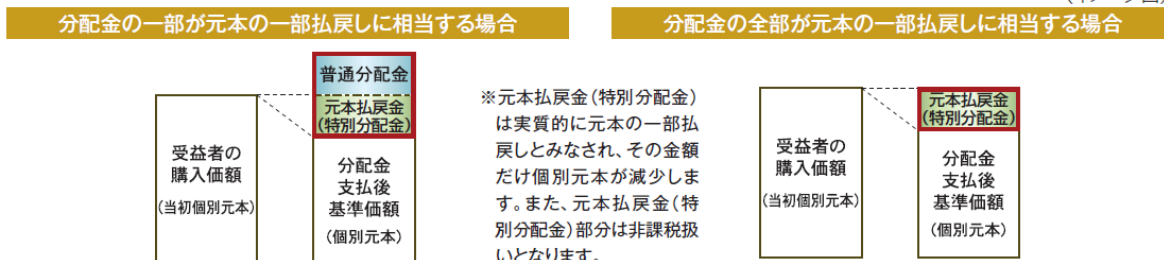 分配金の一部が元本の一部払戻しに相当する場合
普通分配金
元本払戻金
(特別分配金)
受益者の
購入価額
(当初個別元本)
分配金
支払後
基準価額
(個別元本)
※元本払戻金(特別分配金)
は実質的に元本の一部払
戻しとみなされ、その金額
だけ個別元本が減少しま
す。また、元本払戻金(特
別分配金)部分は非課税扱
いとなります。
分配金の全部が元本の一部払戻しに相当する場合
元本払戻金
(特別分配金)
受益者の
購入価額
(当初個別元本)
分配金
支払後
基準価額
(個別元本)